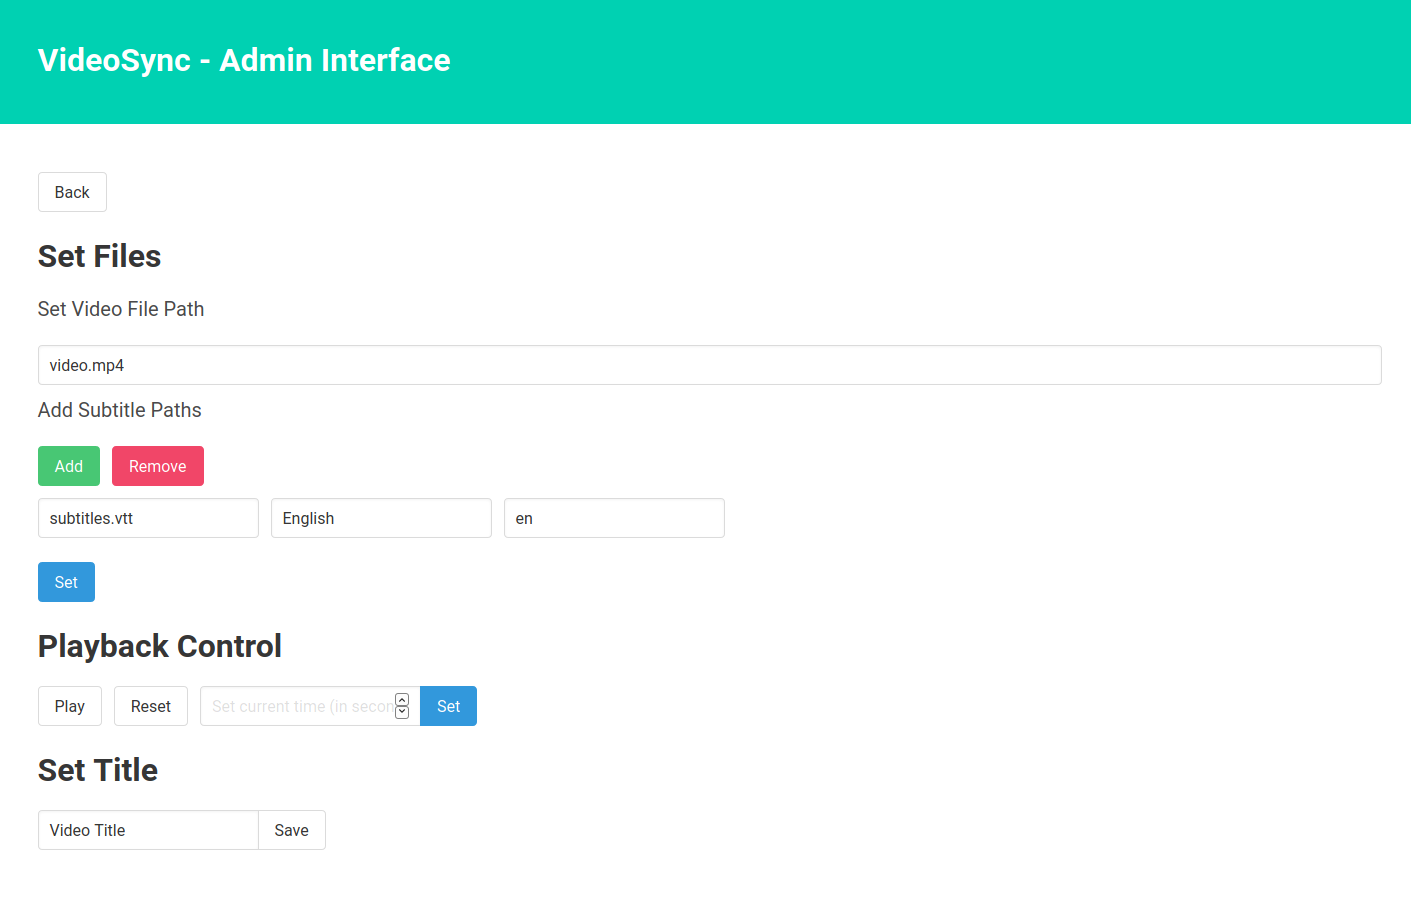 VideoSync - Admin Interface
Back
Set Files
Set Video File Path
video.mp4
Add Subtitle Paths
Add Remove
subtitles.vtt English en
Set
Playback Control
Play Reset Set current time (in secon Set
Set Title
Video Title Save